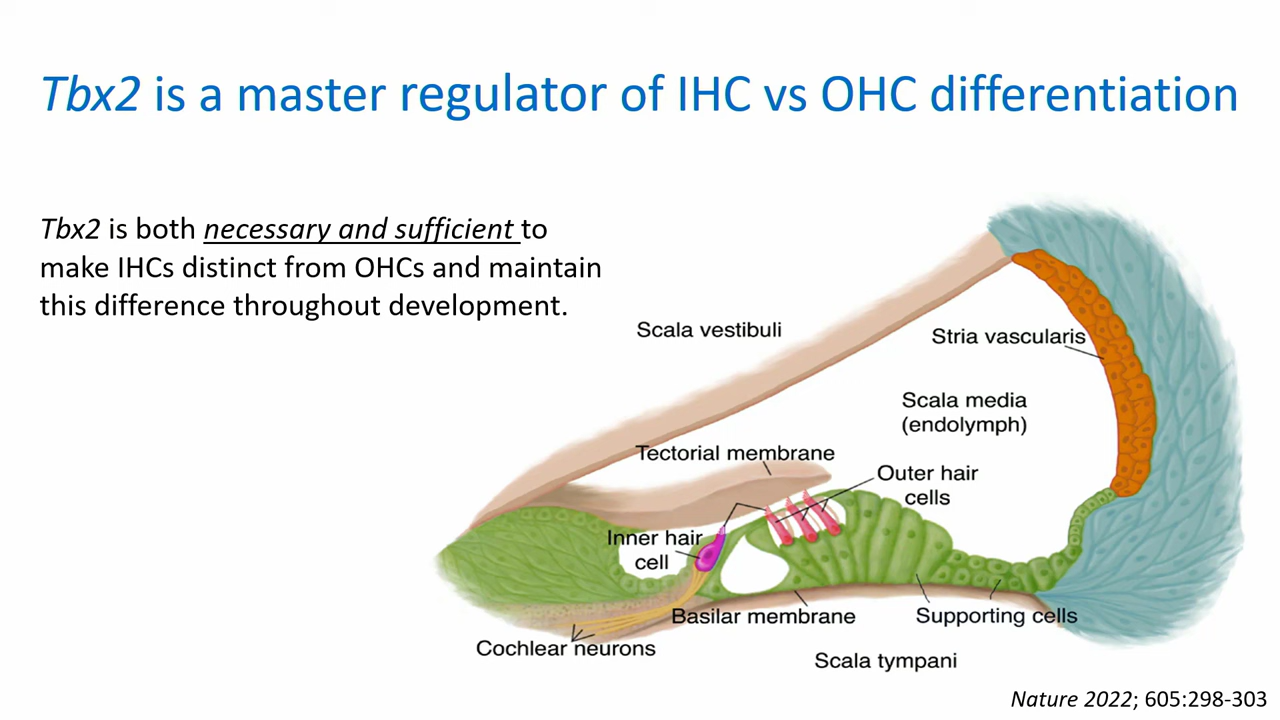 Tbx2 is a master regulator of IHC vs OHC differentiation
Tbx2 is both necessary and sufficient to
make IHCs distinct from OHCs and maintain
this difference throughout development.
Scala vestibuli
Stria vascularis
Scala media
(endolymph)
Tectorial membrane
Outer hair
cells
Inner hair
cell
Basilar membrane
Supporting cells
Cochlear neurons
Scala tympani
Nature 2022; 605:298-303